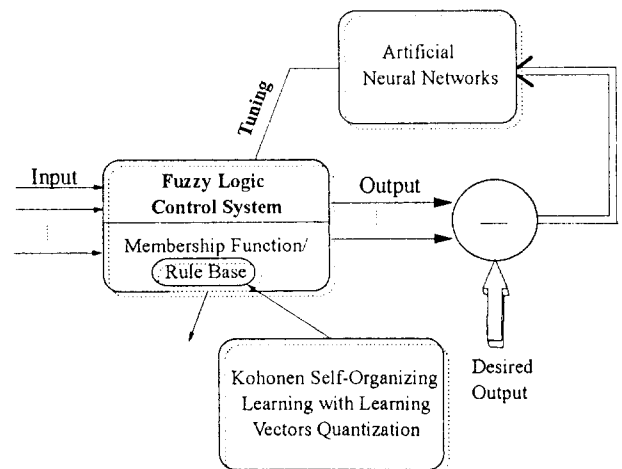 Artificial
Neural Networks
Tuning
Input
Fuzzy Logic
Control System
Output
Membership Function/
Rule Base
Kohonen Self-Organizing
Learning with Learning
Vectors Quantization
Desired
Output